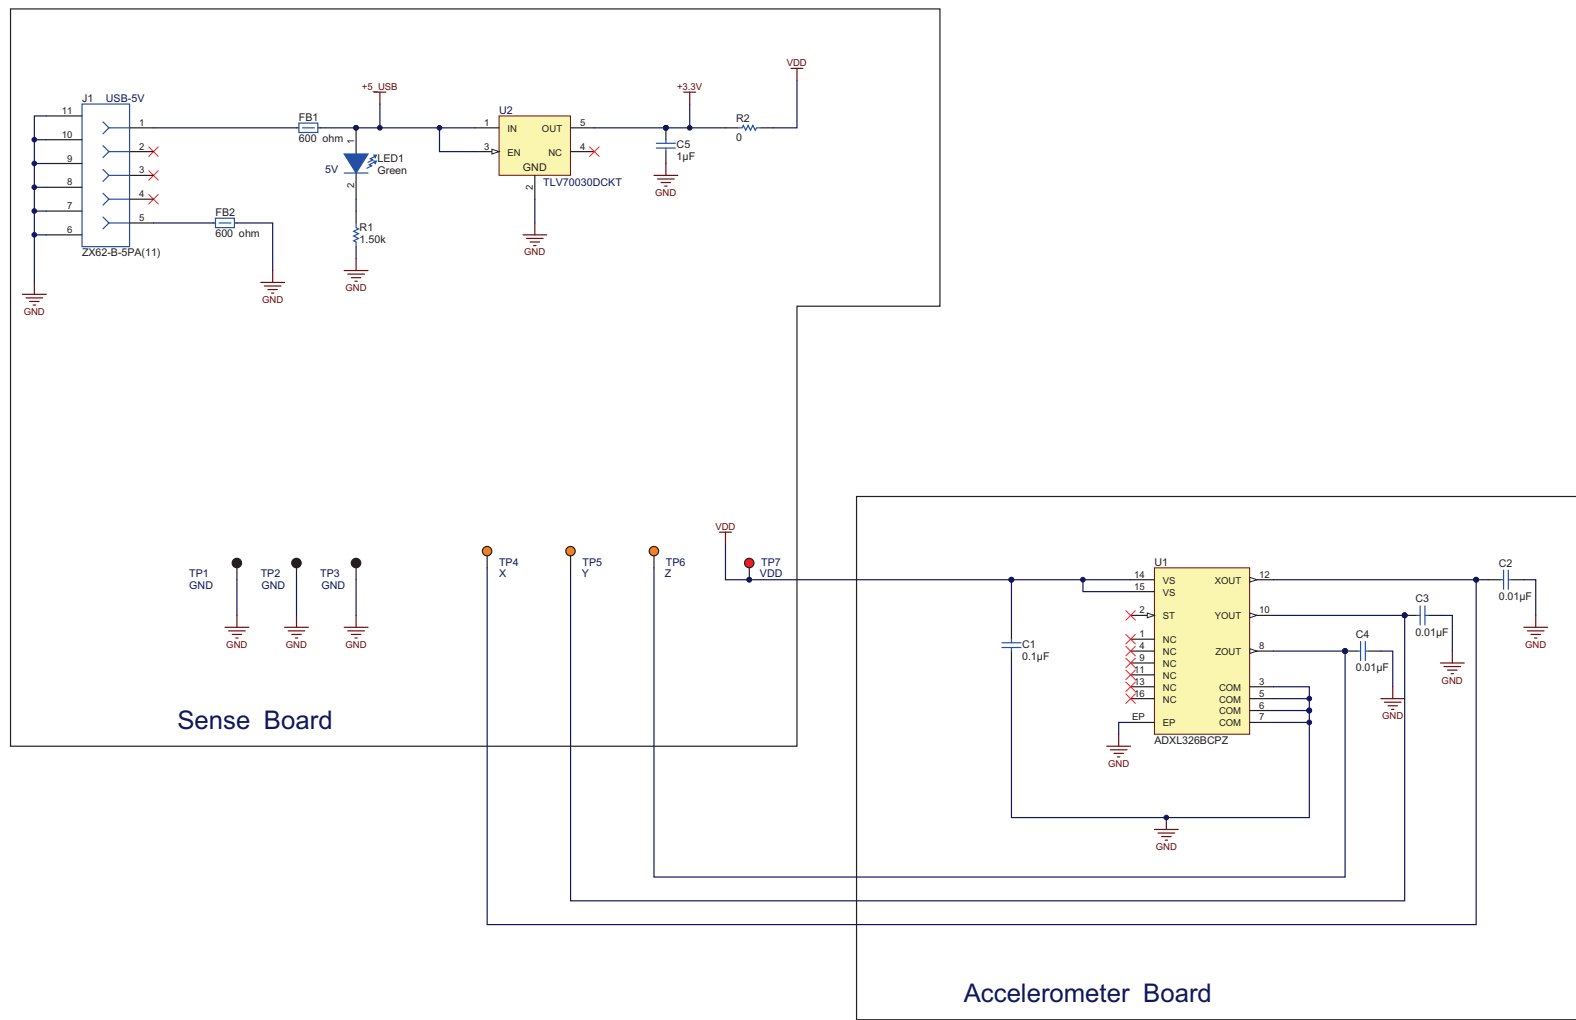 VDD
J1 USB-5V
+5_USB
+3.3V
11
1
10
2
9
3
8
4
7
5
6
ZX62-B-5PA(11)
GND
FB1
600 ohm
FB2
600 ohm
GND
1
LED1
Green
5V
2
R1
1.50k
GND
U2
1
IN
OUT
5
3
EN
NC
4
GND
TLV70030DCKT
2
GND
C5
1µF
GND
R2
0
TP1
GND
GND
TP2
GND
GND
TP3
GND
GND
TP4
X
TP5
Y
TP6
Z
VDD
TP7
VDD
Sense Board
C1
0.1µF
U1
14
VS
XOUT
12
15
VS
2
ST
YOUT
10
1
NC
4
NC
ZOUT
8
9
NC
11
NC
13
NC
COM
3
16
NC
COM
5
COM
6
EP
EP
COM
7
ADXL326BCPZ
GND
GND
C2
0.01µF
GND
C3
0.01µF
GND
C4
0.01µF
GND
Accelerometer Board